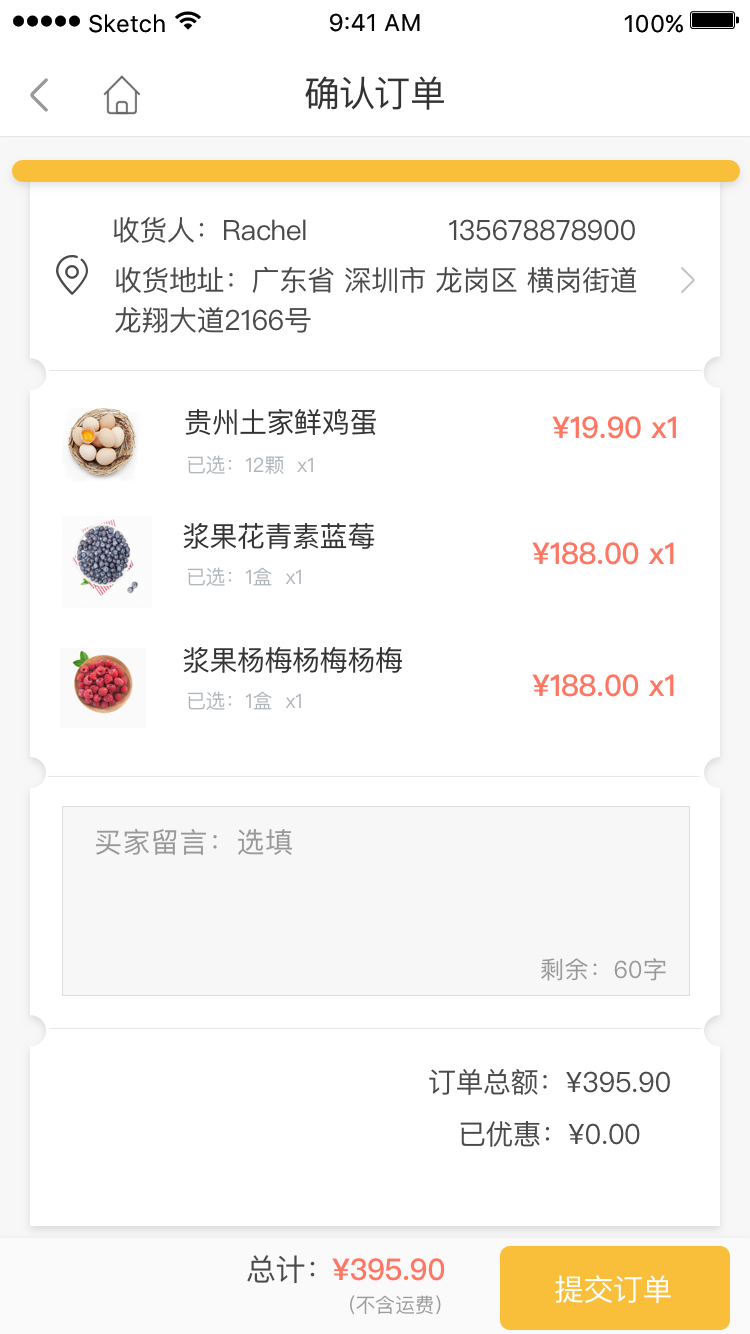 Sketch 9:41 AM 100%
确认订单
收货人：Rachel 135678878900
收货地址：广东省 深圳市 龙岗区 横岗街道
龙翔大道2166号
贵州土家鲜鸡蛋 ¥19.90 x1
已选：12颗 x1
浆果花青素蓝莓 ¥188.00 x1
已选：1盒 x1
浆果杨梅杨梅杨梅 ¥188.00 x1
已选：1盒 x1
买家留言：选填
剩余：60字
订单总额：¥395.90
已优惠：¥0.00
总计：¥395.90
(不含运费)
提交订单